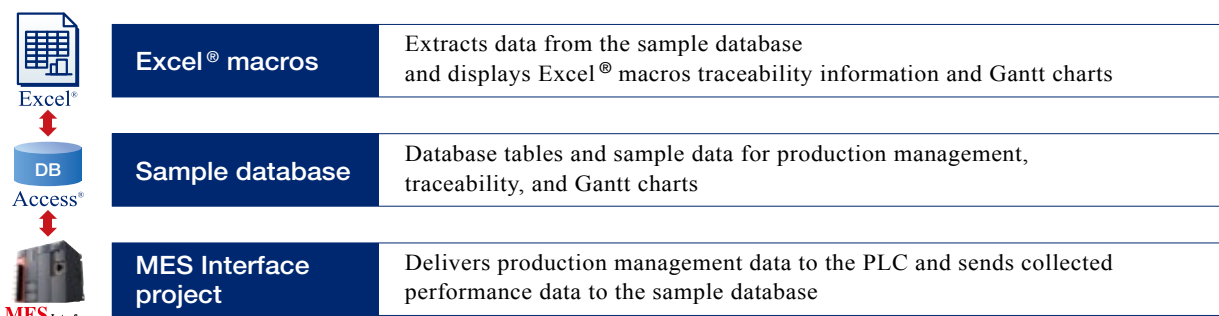 Excel®
Excel® macros
Extracts data from the sample database
and displays Excel® macros traceability information and Gantt charts
DB
Access®
Sample database
Database tables and sample data for production management,
traceability, and Gantt charts
MES
MES Interface
project
Delivers production management data to the PLC and sends collected
performance data to the sample database